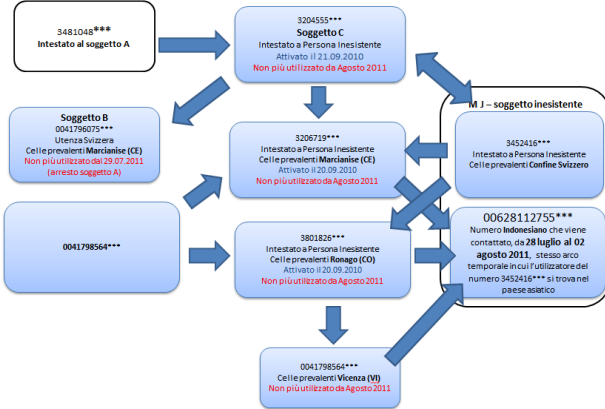 3481048***
Intestato al soggetto A
3204555***
Soggetto C
Intestato a Persona Inesistente
Attivato il 21.09.2010
Non più utilizzato da Agosto 2011
Soggetto B
0041796075***
Utenza Svizzera
Celle prevalenti Marcianise (CE)
Non più utilizzato dal 29.07.2011
(arresto soggetto A)
3206719***
Intestato a Persona Inesistente
Celle prevalenti Marcianise (CE)
Attivato il 20.09.2010
Non più utilizzato da Agosto 2011
M J – soggetto inesistente
3452416***
Intestato a Persona Inesistente
Celle prevalenti Confine Svizzero
0041798564***
3801826***
Intestato a Persona Inesistente
Celle prevalenti Ronago (CO)
Attivato il 20.09.2010
Non più utilizzato da Agosto 2011
00628112755***
Numero Indonesiano che viene
contattato, da 28 luglio al 02
agosto 2011, stesso arco
temporale in cui l'utilizzatore del
numero 3452416*** si trova nel
paese asiatico
0041798564***
Celle prevalenti Vicenza (VI)
Non più utilizzato da Agosto 2011